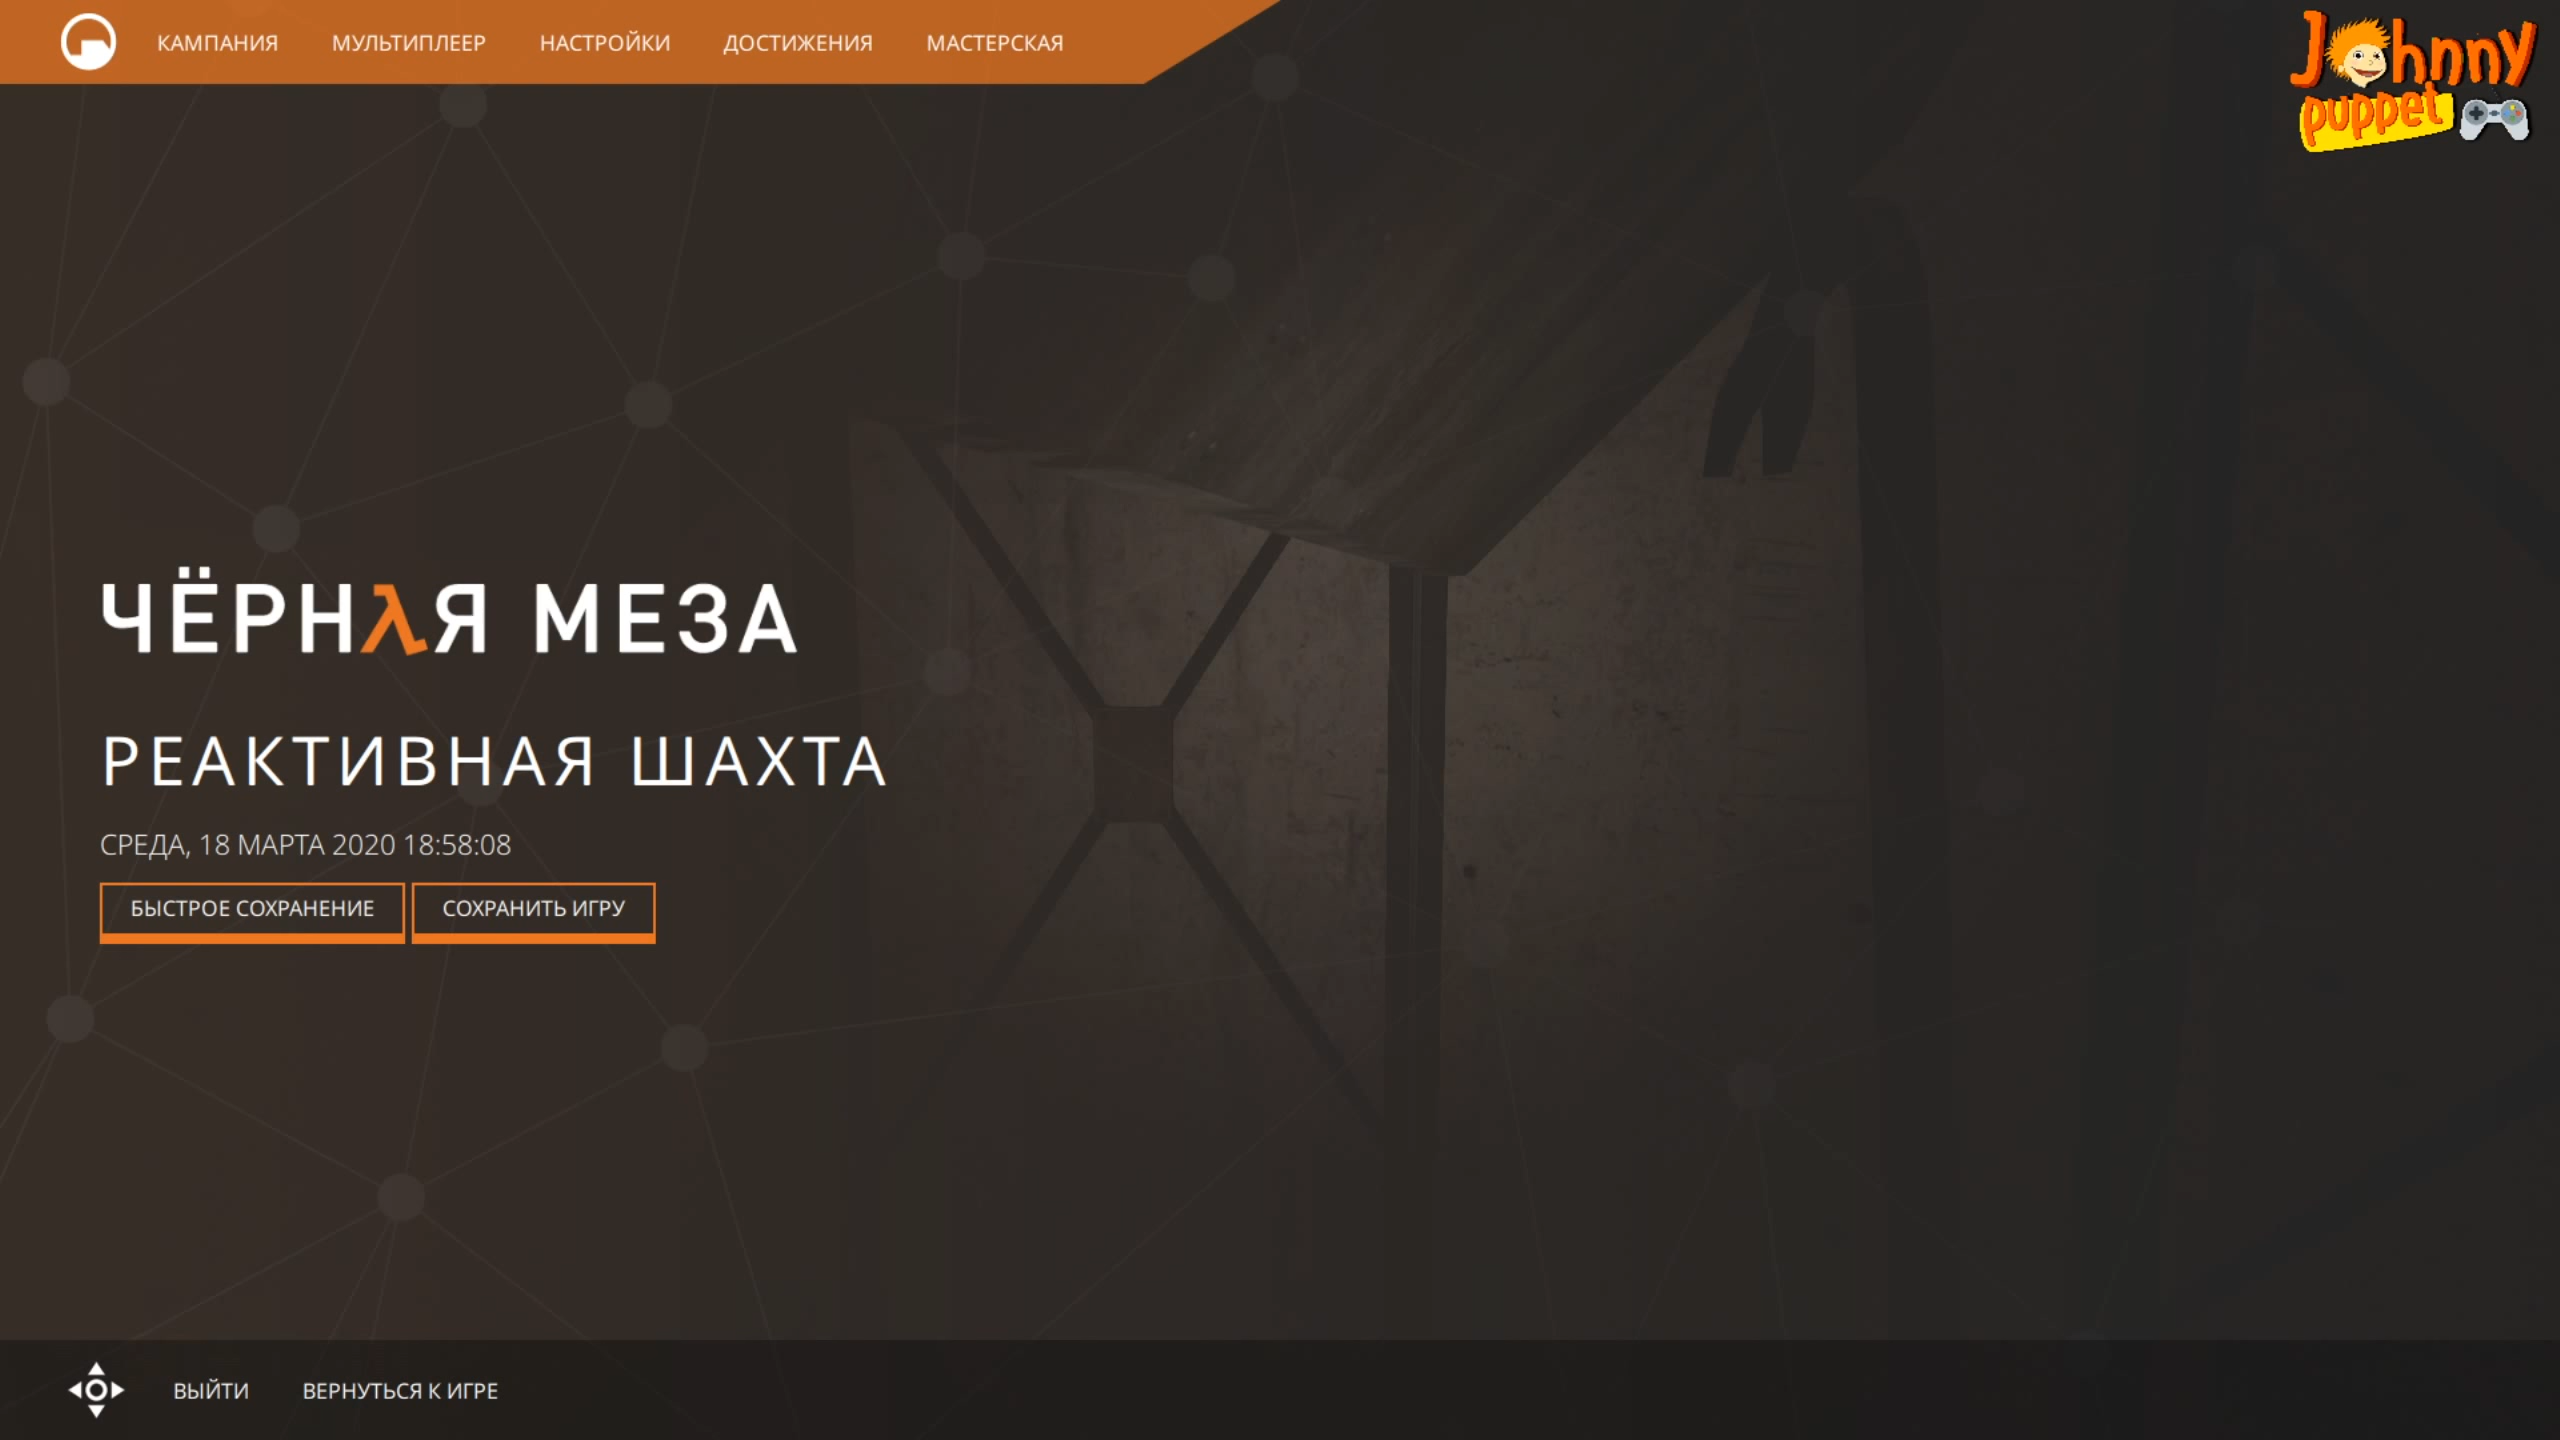 КАМПАНИЯ МУЛЬТИПЛЕЕР НАСТРОЙКИ ДОСТИЖЕНИЯ МАСТЕРСКАЯ
Johnny
puppet
ЧЁРНλЯ МЕЗА
РЕАКТИВНАЯ ШАХТА
СРЕДА, 18 МАРТА 2020 18:58:08
БЫСТРОЕ СОХРАНЕНИЕ СОХРАНИТЬ ИГРУ
ВЫЙТИ ВЕРНУТЬСЯ К ИГРЕ